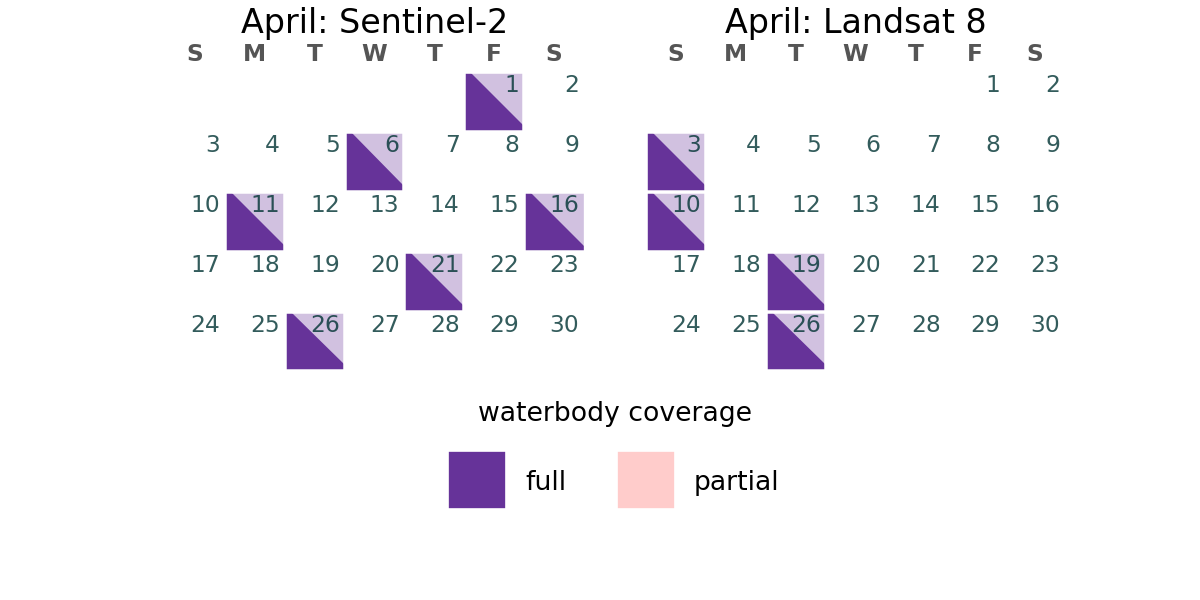 April: Sentinel-2
S M T W T F S
1 2
3 4 5 6 7 8 9
10 11 12 13 14 15 16
17 18 19 20 21 22 23
24 25 26 27 28 29 30
April: Landsat 8
S M T W T F S
1 2
3 4 5 6 7 8 9
10 11 12 13 14 15 16
17 18 19 20 21 22 23
24 25 26 27 28 29 30
waterbody coverage
full partial